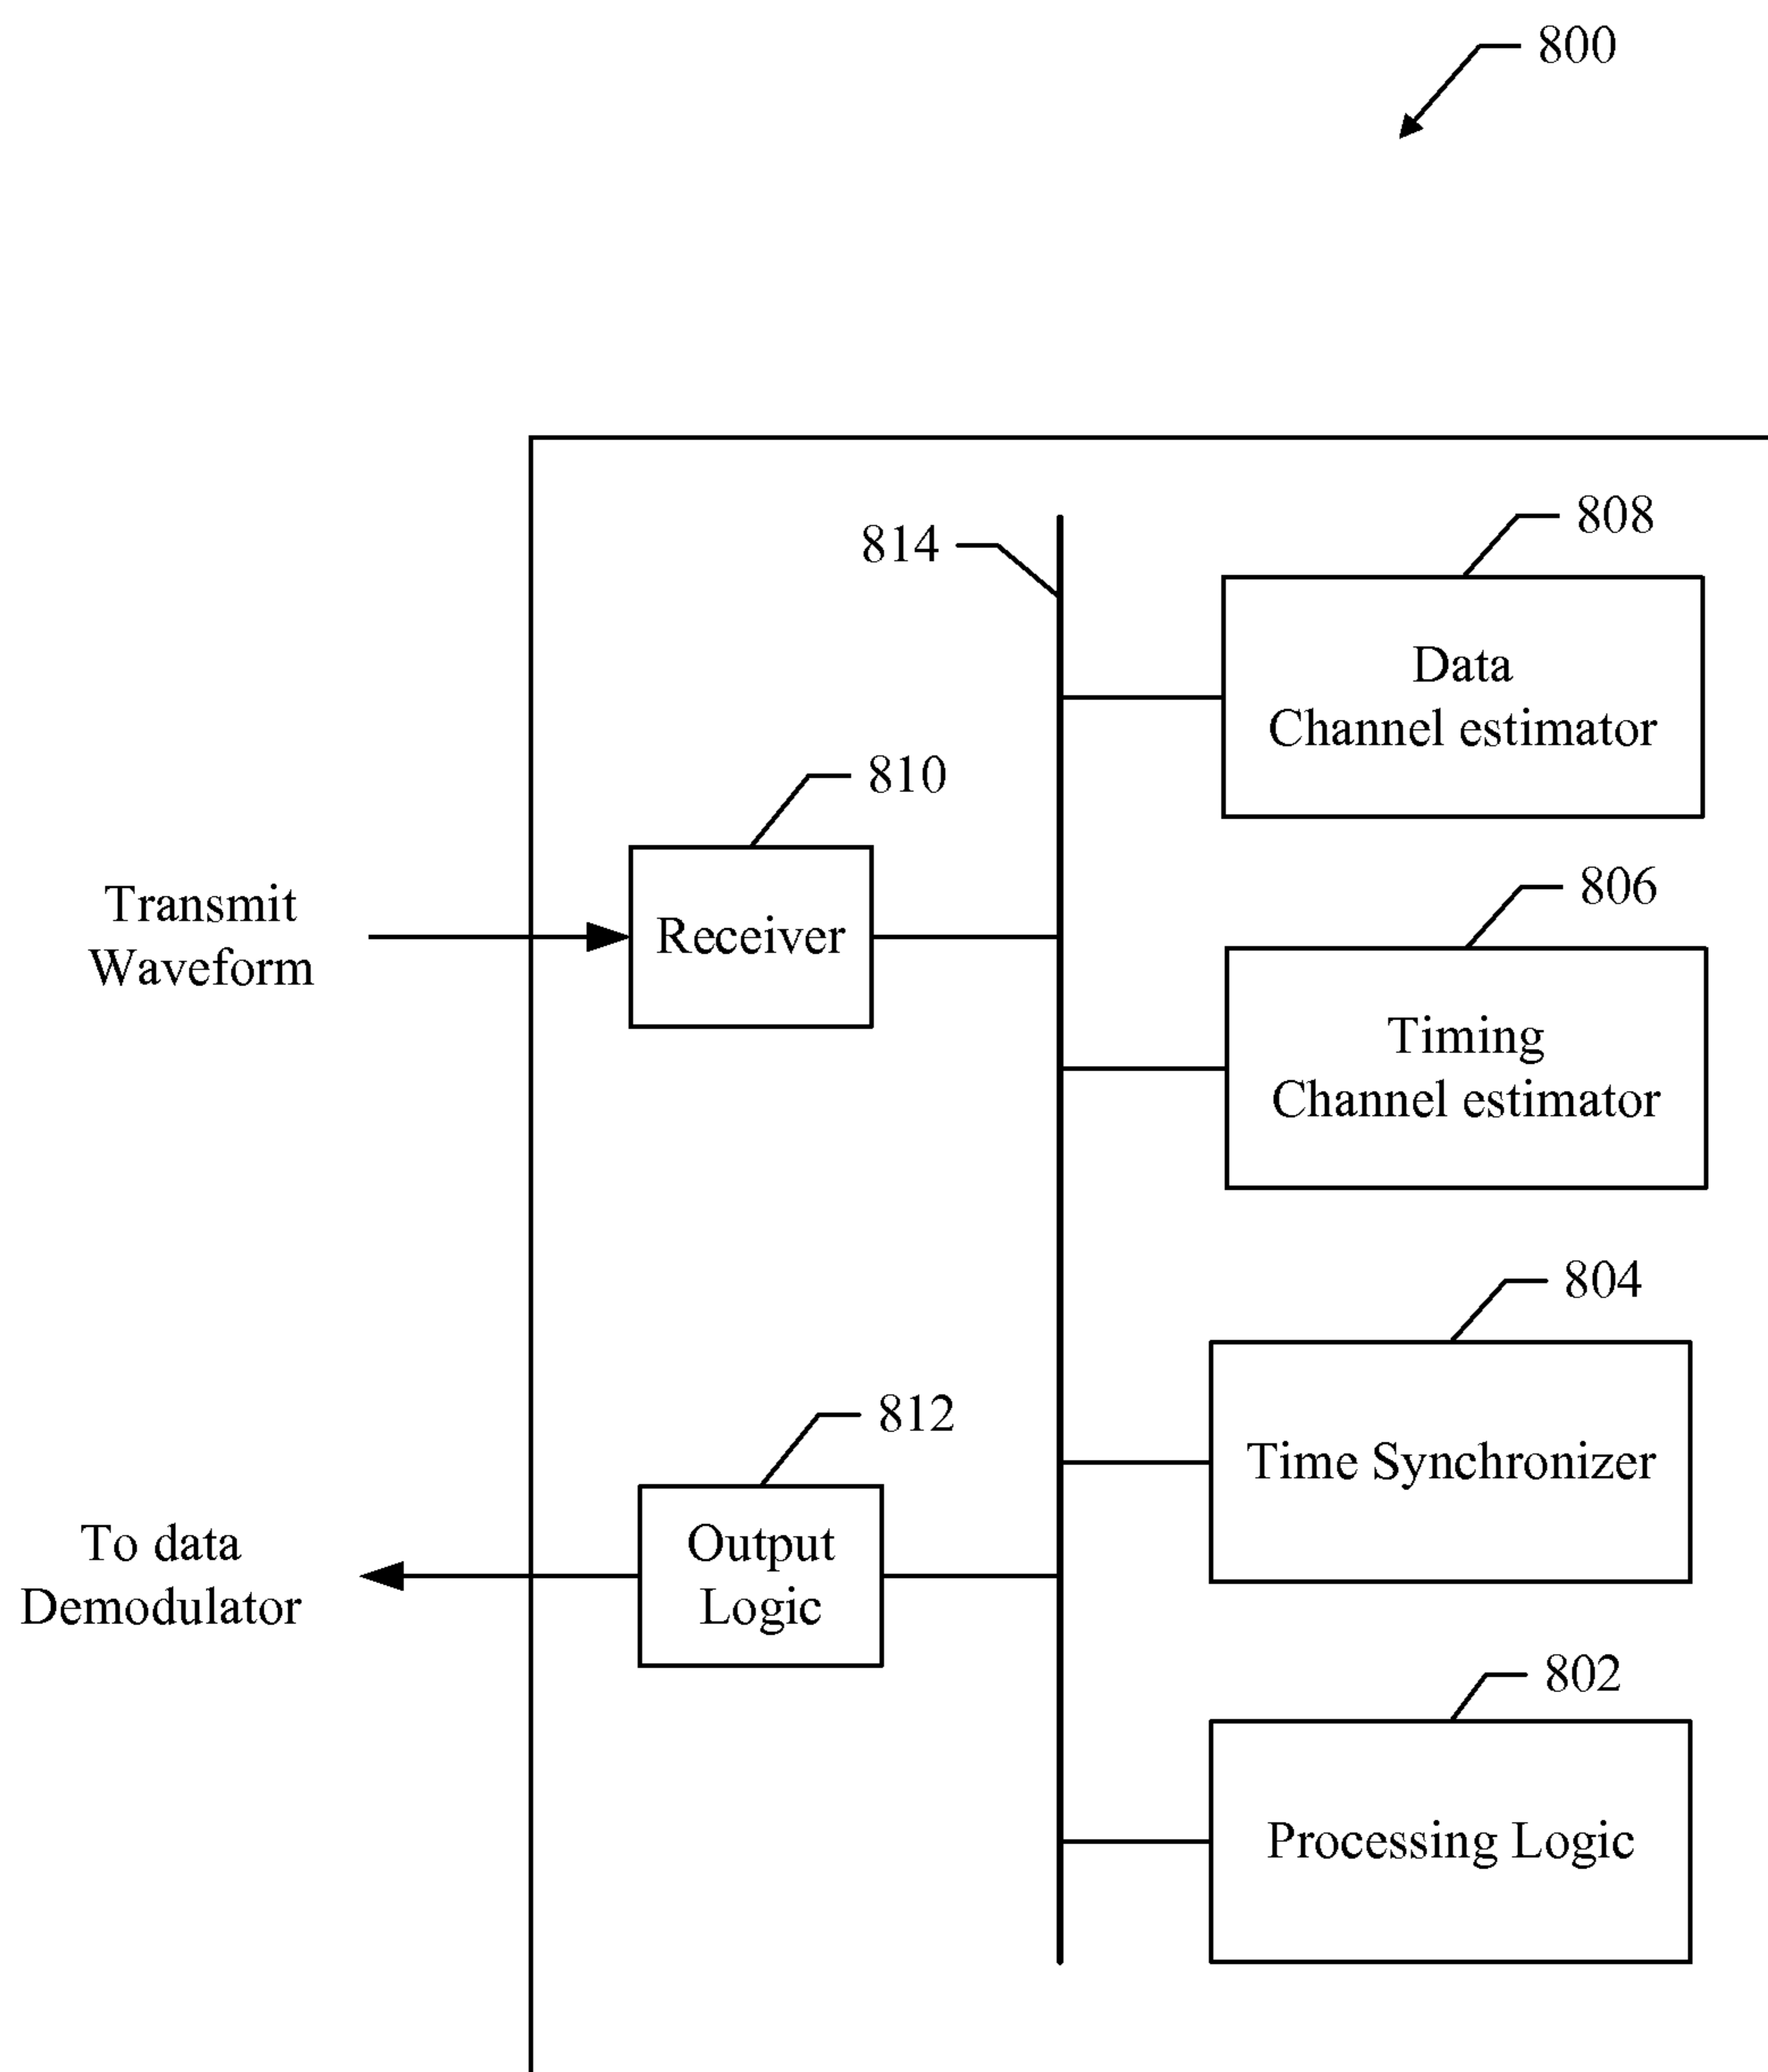 800
808
814
Data
Channel estimator
810
806
Transmit
Waveform
Receiver
Timing
Channel estimator
804
812
Time Synchronizer
To data
Demodulator
Output
Logic
802
Processing Logic